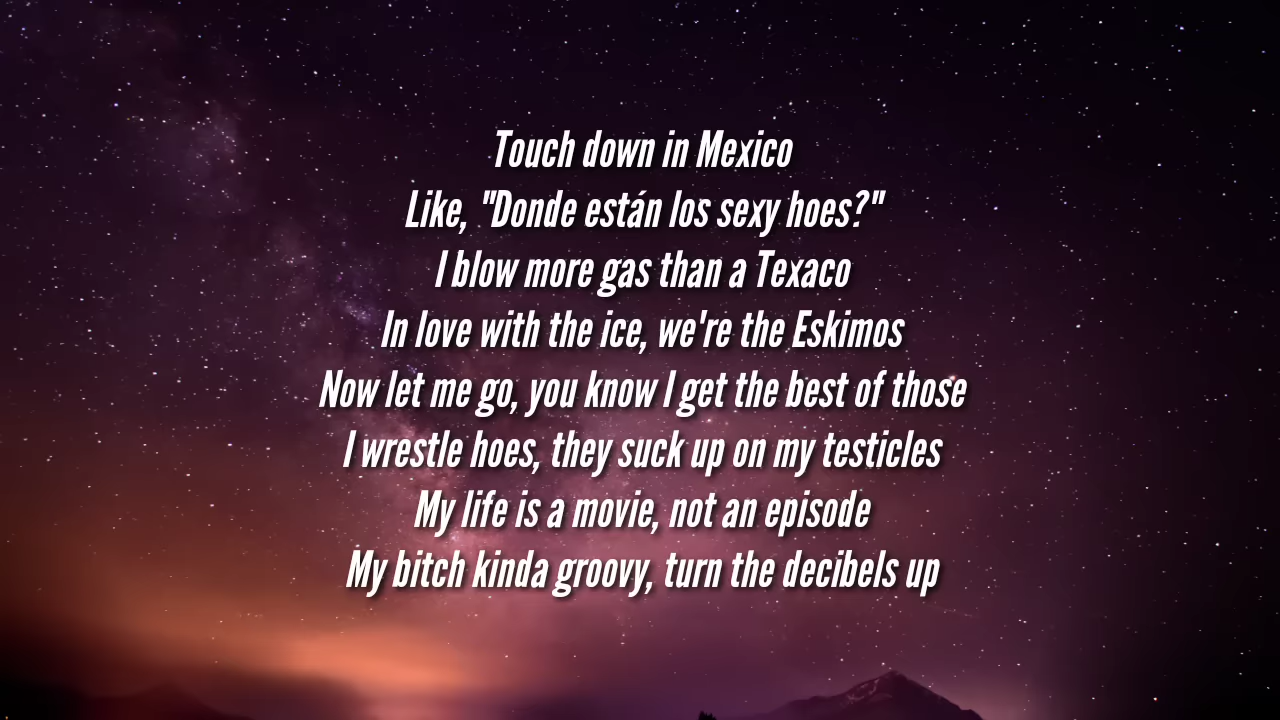 Touch down in Mexico
Like, "Donde están los sexy hoes?"
I blow more gas than a Texaco
In love with the ice, we're the Eskimos
Now let me go, you know I get the best of those
I wrestle hoes, they suck up on my testicles
My life is a movie, not an episode
My bitch kinda groovy, turn the decibels up